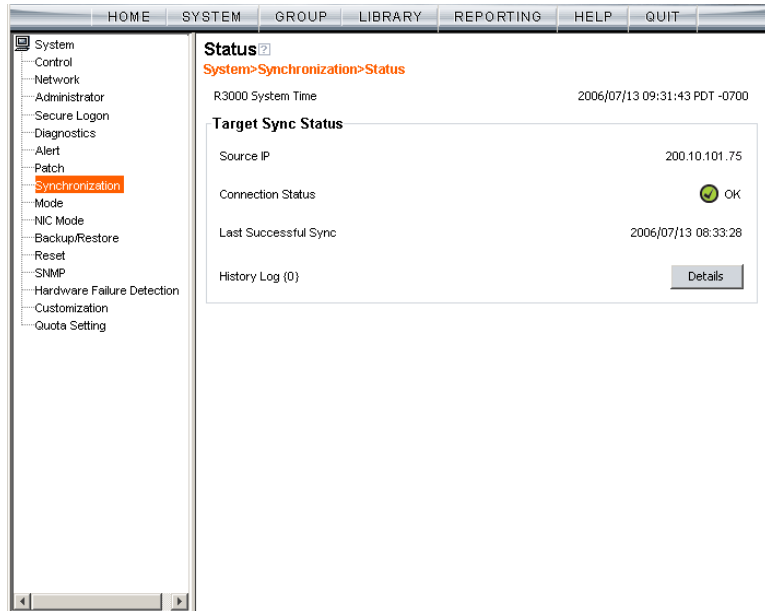 HOME SYSTEM GROUP LIBRARY REPORTING HELP QUIT
System
Control
Network
Administrator
Secure Logon
Diagnostics
Alert
Patch
Synchronization
Mode
NIC Mode
Backup/Restore
Reset
SNMP
Hardware Failure Detection
Customization
Quota Setting
Status ?
System>Synchronization>Status
R3000 System Time 2006/07/13 09:31:43 PDT -0700
Target Sync Status
Source IP 200.10.101.75
Connection Status OK
Last Successful Sync 2006/07/13 08:33:28
History Log {0} Details